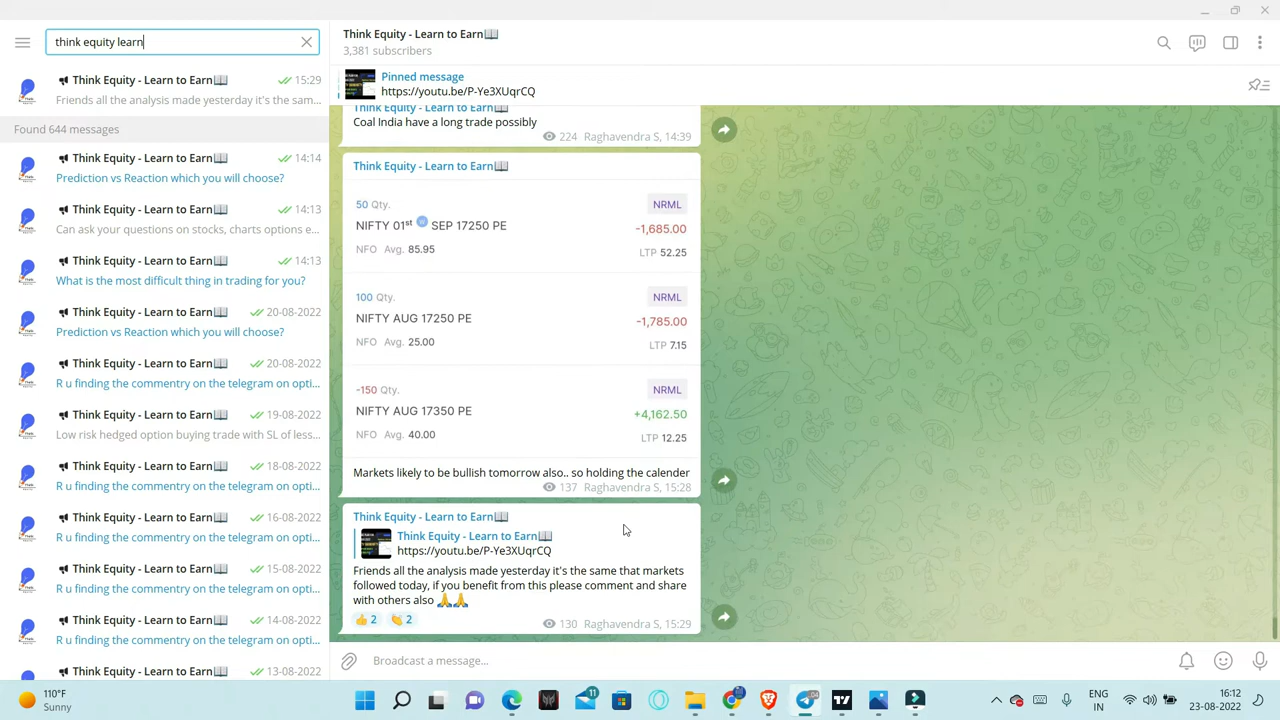 think equity learn
Think Equity - Learn to Earn📖 15:29
Friends all the analysis made yesterday it's the sam...
Found 644 messages
Think Equity - Learn to Earn📖 14:14
Prediction vs Reaction which you will choose?
Think Equity - Learn to Earn📖 14:13
Can ask your questions on stocks, charts options e...
Think Equity - Learn to Earn📖 14:13
What is the most difficult thing in trading for you?
Think Equity - Learn to Earn📖 20-08-2022
Prediction vs Reaction which you will choose?
Think Equity - Learn to Earn📖 20-08-2022
R u finding the commentry on the telegram on opti...
Think Equity - Learn to Earn📖 19-08-2022
Low risk hedged option buying trade with SL of less...
Think Equity - Learn to Earn📖 18-08-2022
R u finding the commentry on the telegram on opti...
Think Equity - Learn to Earn📖 16-08-2022
R u finding the commentry on the telegram on opti...
Think Equity - Learn to Earn📖 15-08-2022
R u finding the commentry on the telegram on opti...
Think Equity - Learn to Earn📖 14-08-2022
R u finding the commentry on the telegram on opti...
Think Equity - Learn to Earn📖 13-08-2022
Think Equity - Learn to Earn📖
3,381 subscribers
Pinned message
https://youtu.be/P-Ye3XUqrCQ
Think Equity - Learn to Earn📖
Coal India have a long trade possibly
224 Raghavendra S, 14:39
Think Equity - Learn to Earn📖
50 Qty. NRML
NIFTY 01st SEP 17250 PE -1,685.00
NFO Avg. 85.95 LTP 52.25
100 Qty. NRML
NIFTY AUG 17250 PE -1,785.00
NFO Avg. 25.00 LTP 7.15
-150 Qty. NRML
NIFTY AUG 17350 PE +4,162.50
NFO Avg. 40.00 LTP 12.25
Markets likely to be bullish tomorrow also.. so holding the calender
137 Raghavendra S, 15:28
Think Equity - Learn to Earn📖
Think Equity - Learn to Earn📖
https://youtu.be/P-Ye3XUqrCQ
Friends all the analysis made yesterday it's the same that markets
followed today, if you benefit from this please comment and share
with others also 🙏🙏
👍 2 👏 2
130 Raghavendra S, 15:29
Broadcast a message...
110°F
Sunny
11
ENG
IN
16:12
23-08-2022